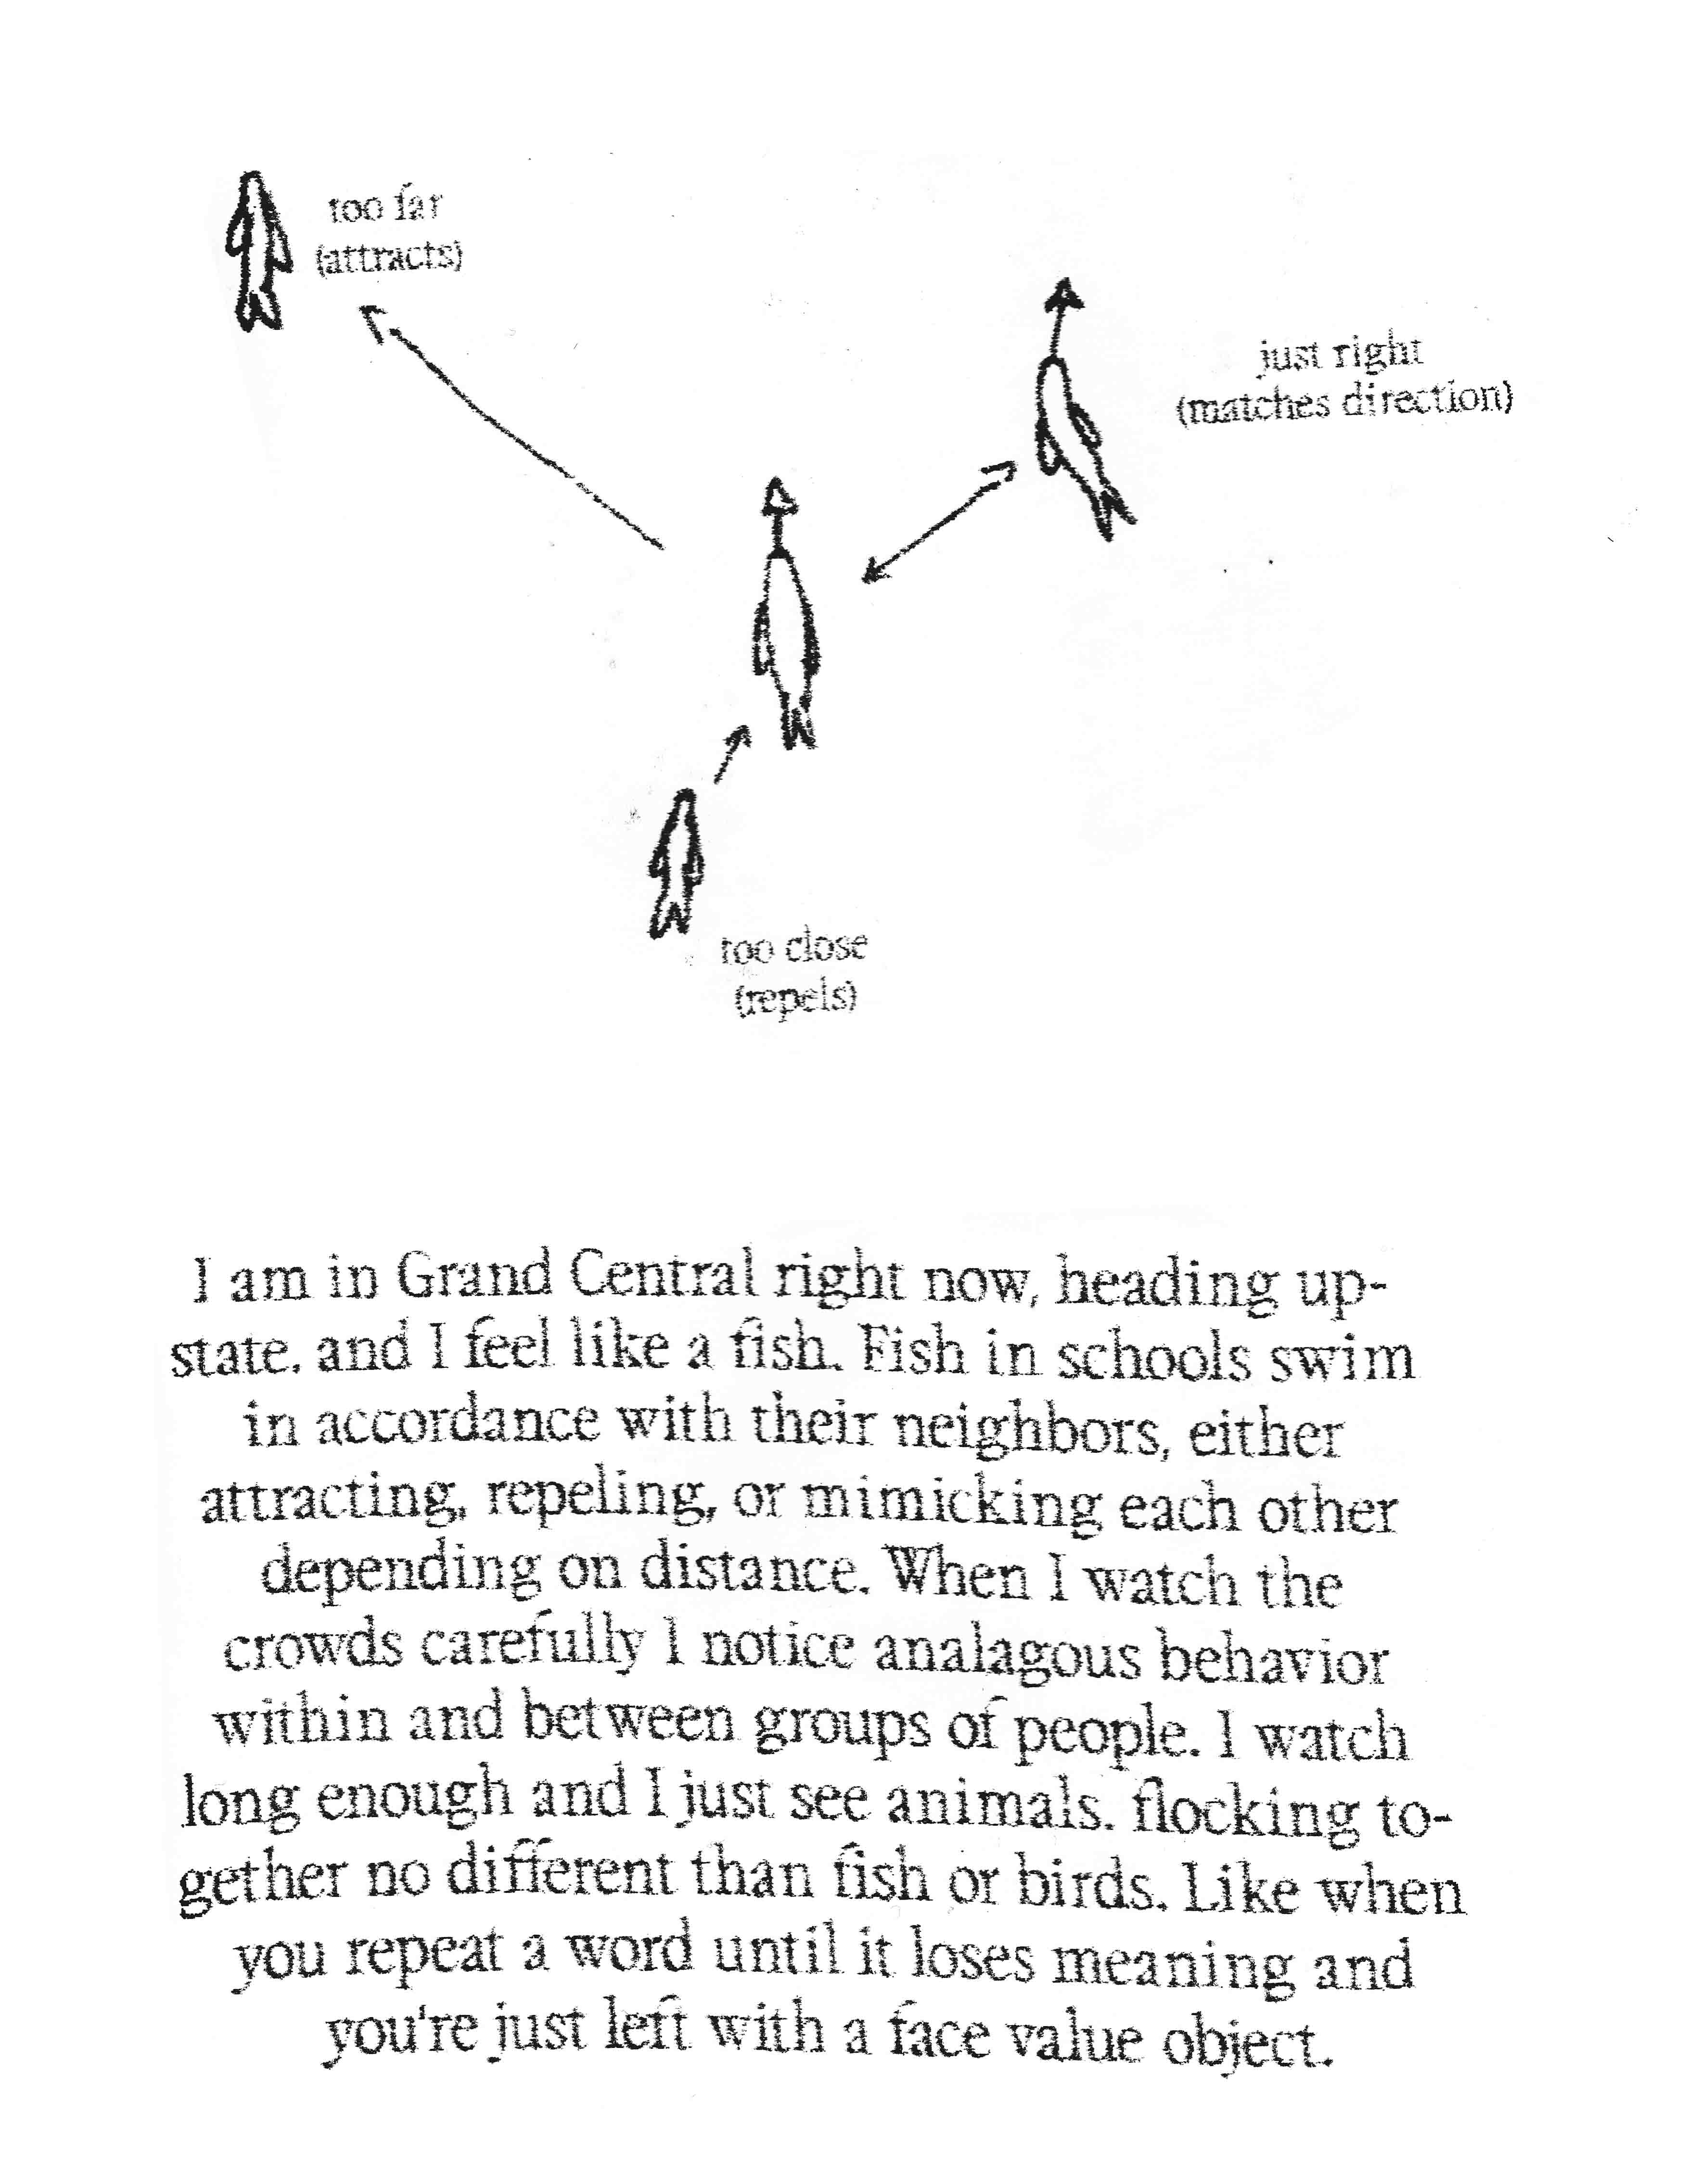 too far
(attracts)
just right
(matches direction)
too close
(repels)
I am in Grand Central right now, heading up-
state, and I feel like a fish. Fish in schools swim
in accordance with their neighbors, either
attracting, repeling, or mimicking each other
depending on distance. When I watch the
crowds carefully I notice analagous behavior
within and between groups of people. I watch
long enough and I just see animals, flocking to-
gether no different than fish or birds. Like when
you repeat a word until it loses meaning and
you're just left with a face value object.